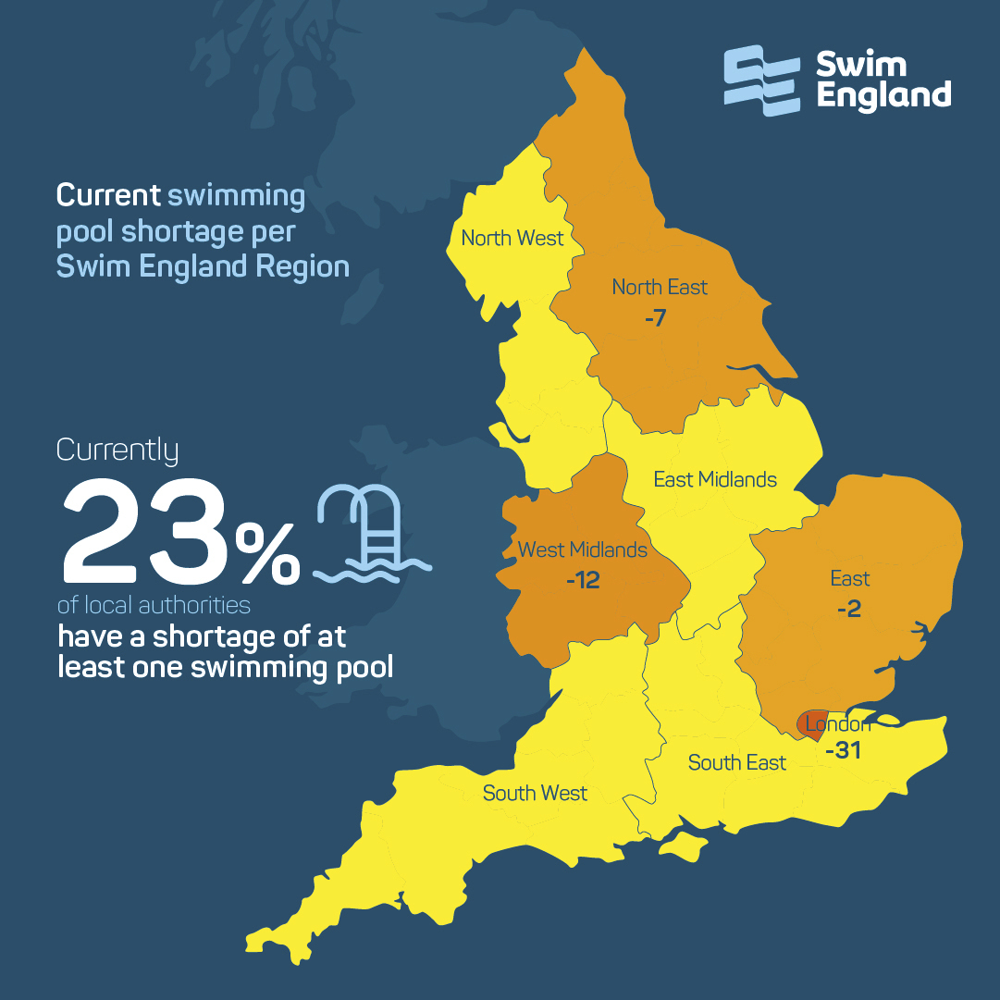 Swim
England
Current swimming
pool shortage per
Swim England Region
North West
North East
-7
East Midlands
West Midlands
-12
East
-2
London
-31
South East
South West
Currently
23%
of local authorities
have a shortage of at
least one swimming pool